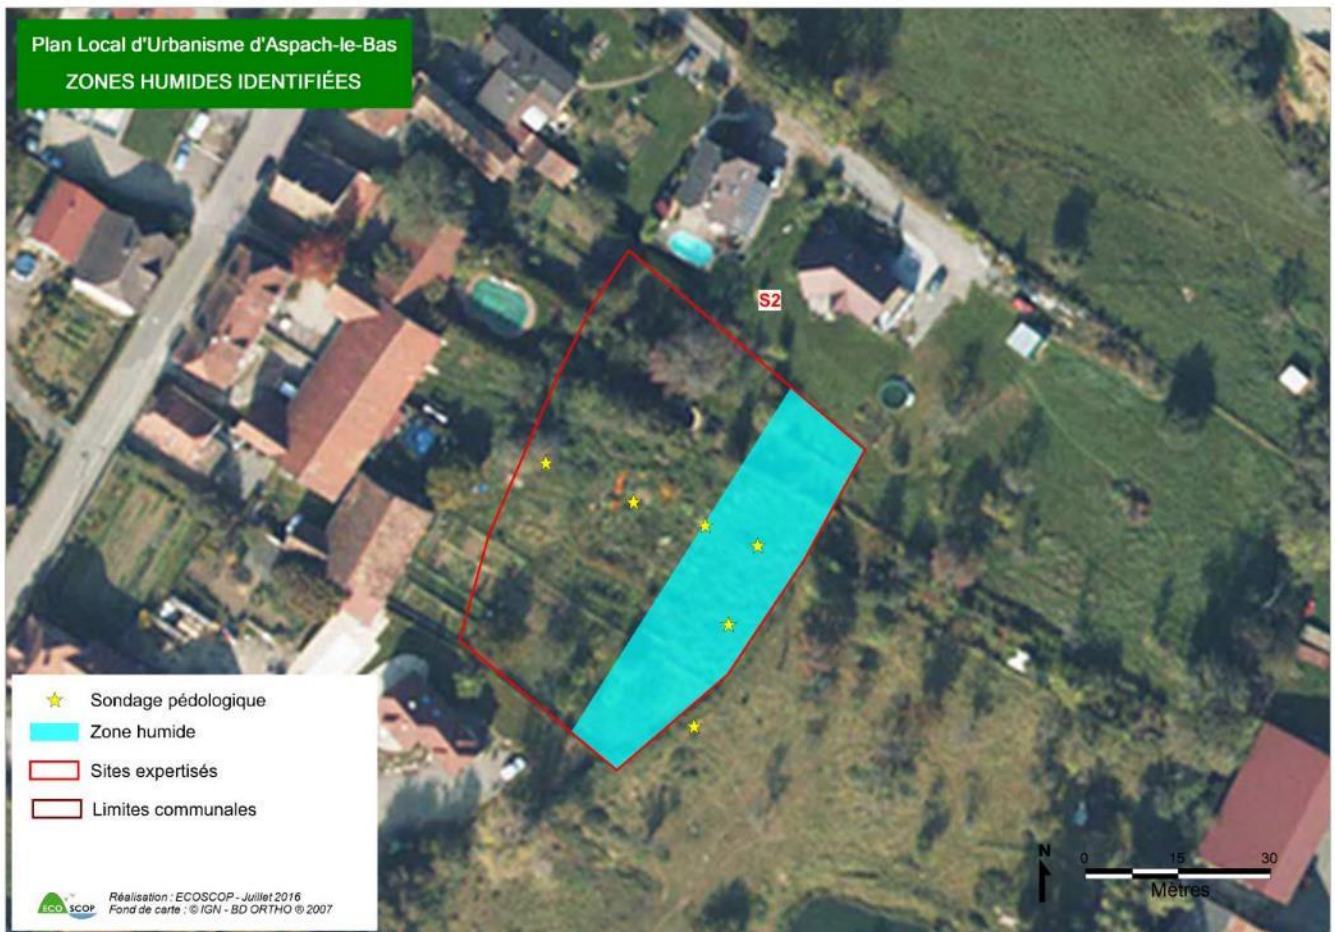 Plan Local d'Urbanisme d'Aspach-le-Bas
ZONES HUMIDES IDENTIFIÉES
S2
Sondage pédologique
Zone humide
Sites expertisés
Limites communales
ECO SCOP
Réalisation : ECOSCOP - Juillet 2016
Fond de carte : © IGN - BD ORTHO ® 2007
N
0 15 30
Mètres